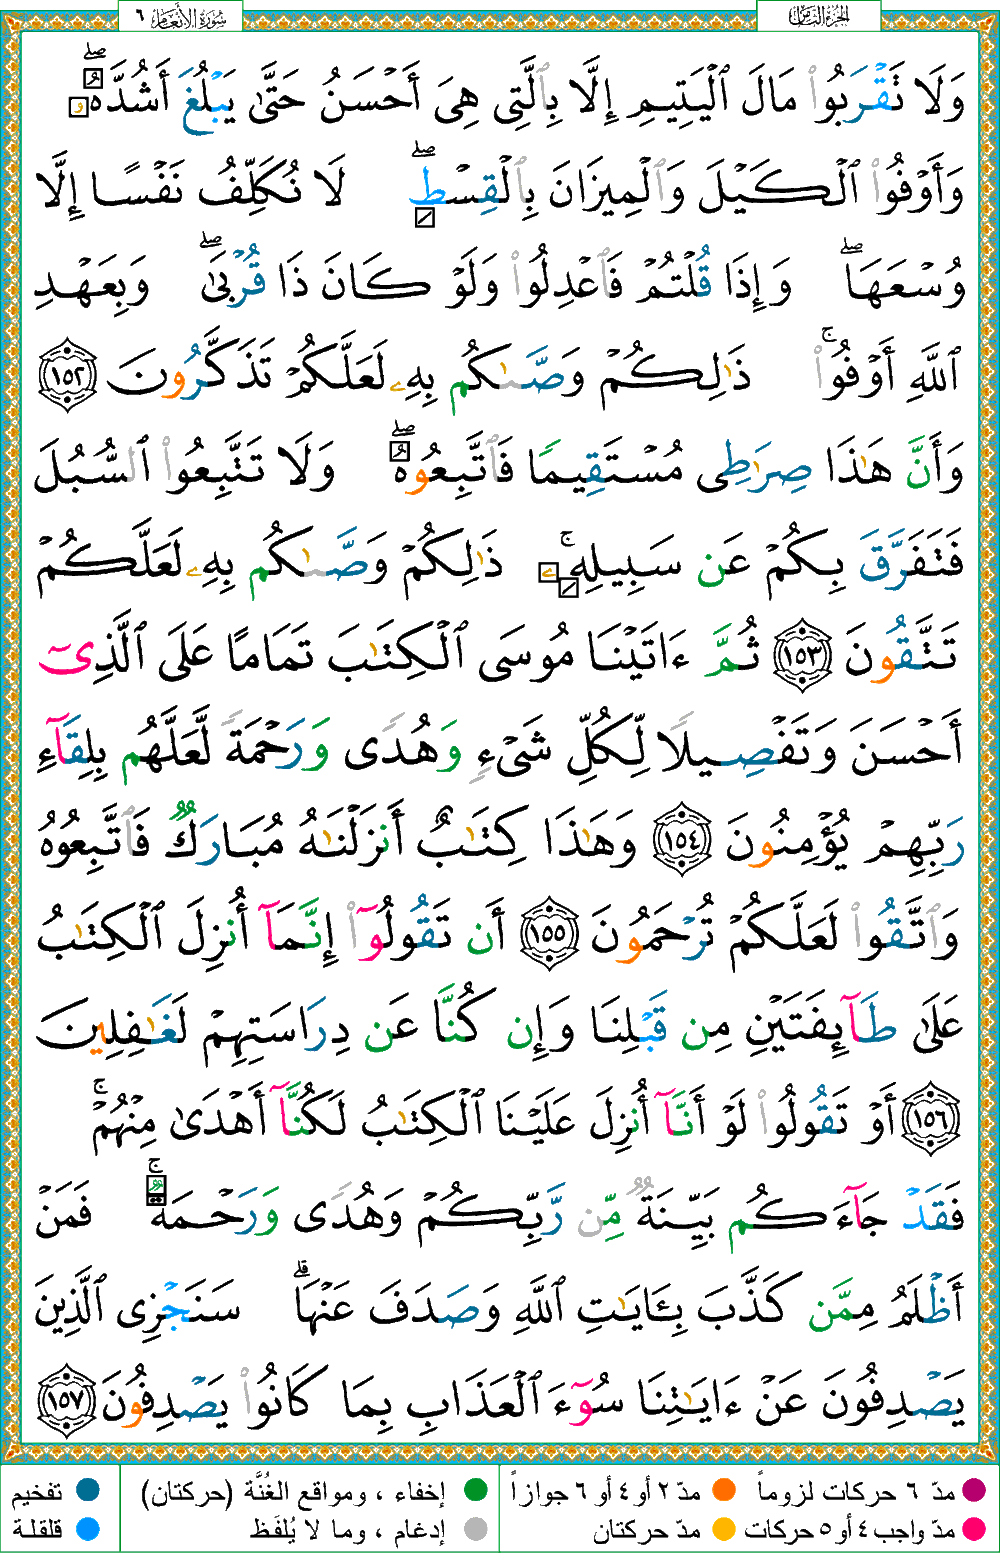 سُورَةُ الأَنْعَامِ ٦
الجُزْءُ الثَّامِنُ
وَلَا تَقْرَبُوا۟ مَالَ ٱلْيَتِيمِ إِلَّا بِٱلَّتِى هِىَ أَحْسَنُ حَتَّىٰ يَبْلُغَ أَشُدَّهُۥ ۖ
وَأَوْفُوا۟ ٱلْكَيْلَ وَٱلْمِيزَانَ بِٱلْقِسْطِ ۖ لَا نُكَلِّفُ نَفْسًا إِلَّا
وُسْعَهَا ۖ وَإِذَا قُلْتُمْ فَٱعْدِلُوا۟ وَلَوْ كَانَ ذَا قُرْبَىٰ ۖ وَبِعَهْدِ
ٱللَّهِ أَوْفُوا۟ ۚ ذَٰلِكُمْ وَصَّىٰكُم بِهِۦ لَعَلَّكُمْ تَذَكَّرُونَ ١٥٢
وَأَنَّ هَٰذَا صِرَٰطِى مُسْتَقِيمًا فَٱتَّبِعُوهُ ۖ وَلَا تَتَّبِعُوا۟ ٱلسُّبُلَ
فَتَفَرَّقَ بِكُمْ عَن سَبِيلِهِۦ ۚ ذَٰلِكُمْ وَصَّىٰكُم بِهِۦ لَعَلَّكُمْ
تَتَّقُونَ ١٥٣ ثُمَّ ءَاتَيْنَا مُوسَى ٱلْكِتَٰبَ تَمَامًا عَلَى ٱلَّذِىٓ
أَحْسَنَ وَتَفْصِيلًا لِّكُلِّ شَىْءٍ وَهُدًى وَرَحْمَةً لَّعَلَّهُم بِلِقَآءِ
رَبِّهِمْ يُؤْمِنُونَ ١٥٤ وَهَٰذَا كِتَٰبٌ أَنزَلْنَٰهُ مُبَارَكٌ فَٱتَّبِعُوهُ
وَٱتَّقُوا۟ لَعَلَّكُمْ تُرْحَمُونَ ١٥٥ أَن تَقُولُوٓا۟ إِنَّمَآ أُنزِلَ ٱلْكِتَٰبُ
عَلَىٰ طَآئِفَتَيْنِ مِن قَبْلِنَا وَإِن كُنَّا عَن دِرَاسَتِهِمْ لَغَٰفِلِينَ
١٥٦ أَوْ تَقُولُوا۟ لَوْ أَنَّآ أُنزِلَ عَلَيْنَا ٱلْكِتَٰبُ لَكُنَّآ أَهْدَىٰ مِنْهُمْ ۚ
فَقَدْ جَآءَكُم بَيِّنَةٌ مِّن رَّبِّكُمْ وَهُدًى وَرَحْمَةٌ ۚ فَمَنْ
أَظْلَمُ مِمَّن كَذَّبَ بِـَٔايَٰتِ ٱللَّهِ وَصَدَفَ عَنْهَا ۗ سَنَجْزِى ٱلَّذِينَ
يَصْدِفُونَ عَنْ ءَايَٰتِنَا سُوٓءَ ٱلْعَذَابِ بِمَا كَانُوا۟ يَصْدِفُونَ ١٥٧
مدّ ٦ حركات لزوماً مدّ ٢ أو ٤ أو ٦ جوازاً إخفاء ، ومواقع الغُنَّة (حركتان) تفخيم
مدّ واجب ٤ أو ٥ حركات مدّ حركتان إدغام ، وما لا يُلفَظ قلقلة